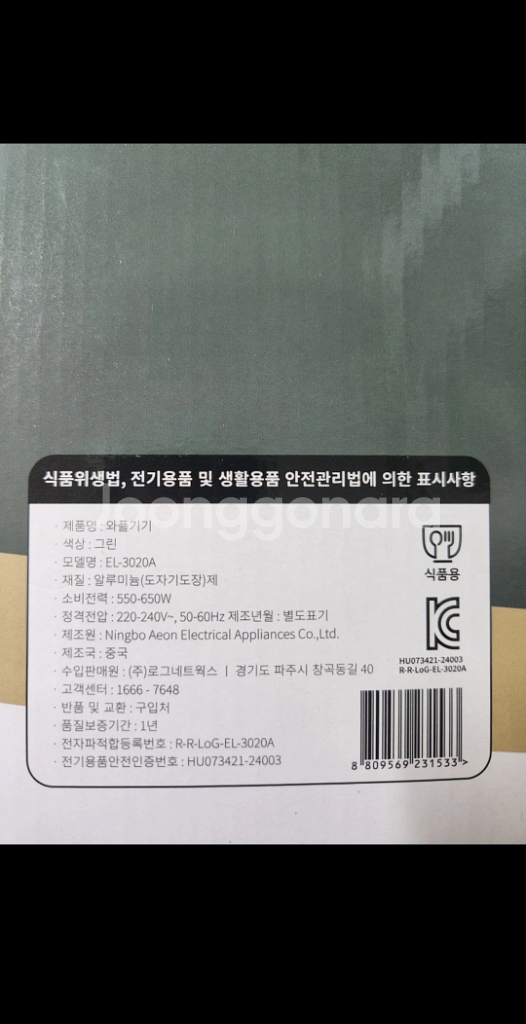 식품위생법, 전기용품 및 생활용품 안전관리법에 의한 표시사항
Joonggonara
· 제품명 : 와플기기
· 색상 : 그린
· 모델명 : EL-3020A
· 재질 : 알루미늄(도자기도장)제
· 소비전력 : 550-650W
· 정격전압 : 220-240V~, 50-60Hz 제조년월 : 별도표기
· 제조원 : Ningbo Aeon Electrical Appliances Co.,Ltd.
· 제조국 : 중국
· 수입판매원 : (주)로그네트웍스 ㅣ 경기도 파주시 창곡동길 40
· 고객센터 : 1666 - 7648
· 반품 및 교환 : 구입처
· 품질보증기간 : 1년
· 전자파적합등록번호 : R-R-LoG-EL-3020A
· 전기용품안전인증번호 : HU073421-24003
식품용
KC
HU073421-24003
R-R-LoG-EL-3020A
8 809569 231533 >